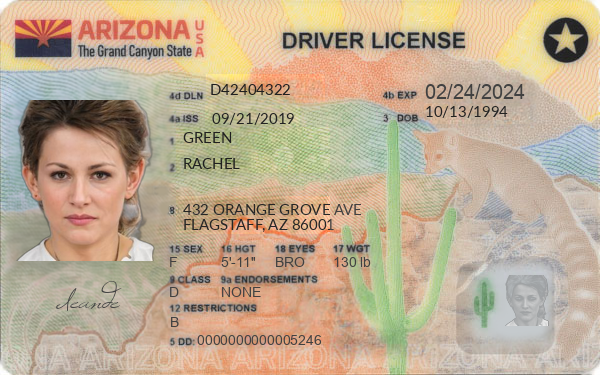 ARIZONA USA
The Grand Canyon State
DRIVER LICENSE
4d DLN D42404322
4b EXP 02/24/2024
4a ISS 09/21/2019
3 DOB 10/13/1994
1 GREEN
2 RACHEL
8 432 ORANGE GROVE AVE
FLAGSTAFF, AZ 86001
15 SEX 16 HGT 18 EYES 17 WGT
F 5'-11" BRO 130 lb
9 CLASS 9a ENDORSEMENTS
D NONE
12 RESTRICTIONS
B
5 DD: 0000000000005246
ARIZONA ARIZONA ARIZONA ARIZONA